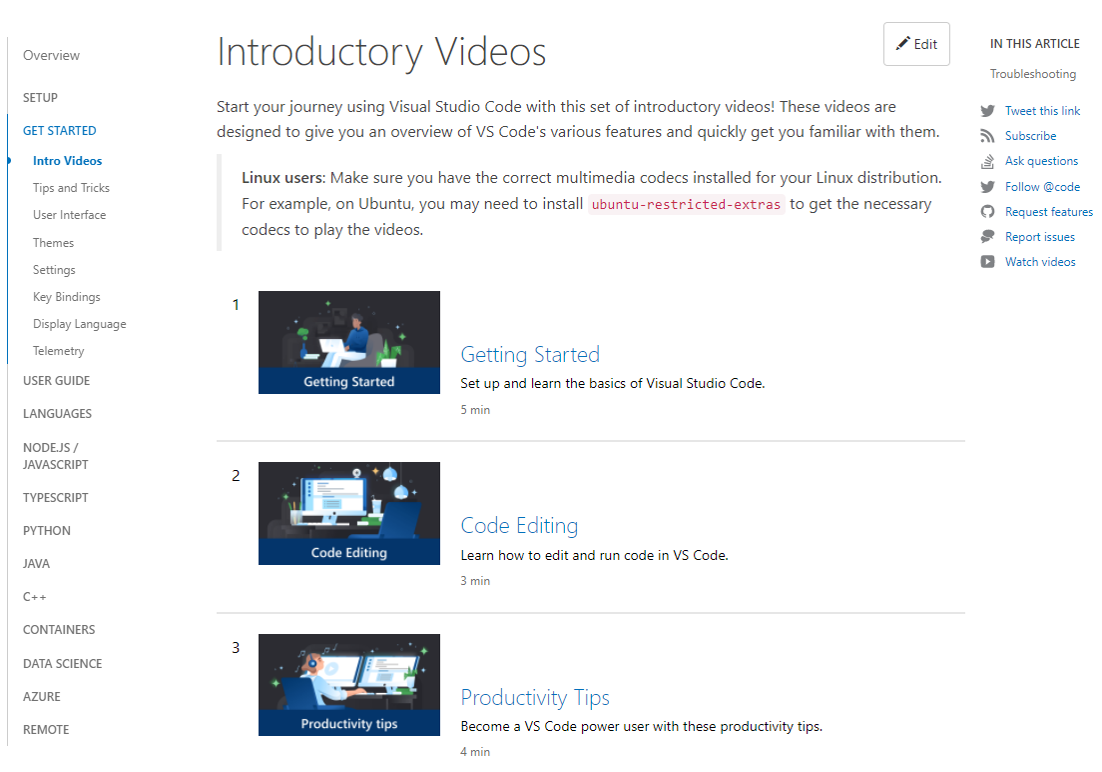 Overview
SETUP
GET STARTED
Intro Videos
Tips and Tricks
User Interface
Themes
Settings
Key Bindings
Display Language
Telemetry
USER GUIDE
LANGUAGES
NODE.JS /
JAVASCRIPT
TYPESCRIPT
PYTHON
JAVA
C++
CONTAINERS
DATA SCIENCE
AZURE
REMOTE
Introductory Videos
Edit
Start your journey using Visual Studio Code with this set of introductory videos! These videos are
designed to give you an overview of VS Code's various features and quickly get you familiar with them.
Linux users: Make sure you have the correct multimedia codecs installed for your Linux distribution.
For example, on Ubuntu, you may need to install ubuntu-restricted-extras to get the necessary
codecs to play the videos.
1
Getting Started
Getting Started
Set up and learn the basics of Visual Studio Code.
5 min
2
Code Editing
Code Editing
Learn how to edit and run code in VS Code.
3 min
3
Productivity tips
Productivity Tips
Become a VS Code power user with these productivity tips.
4 min
IN THIS ARTICLE
Troubleshooting
Tweet this link
Subscribe
Ask questions
Follow @code
Request features
Report issues
Watch videos